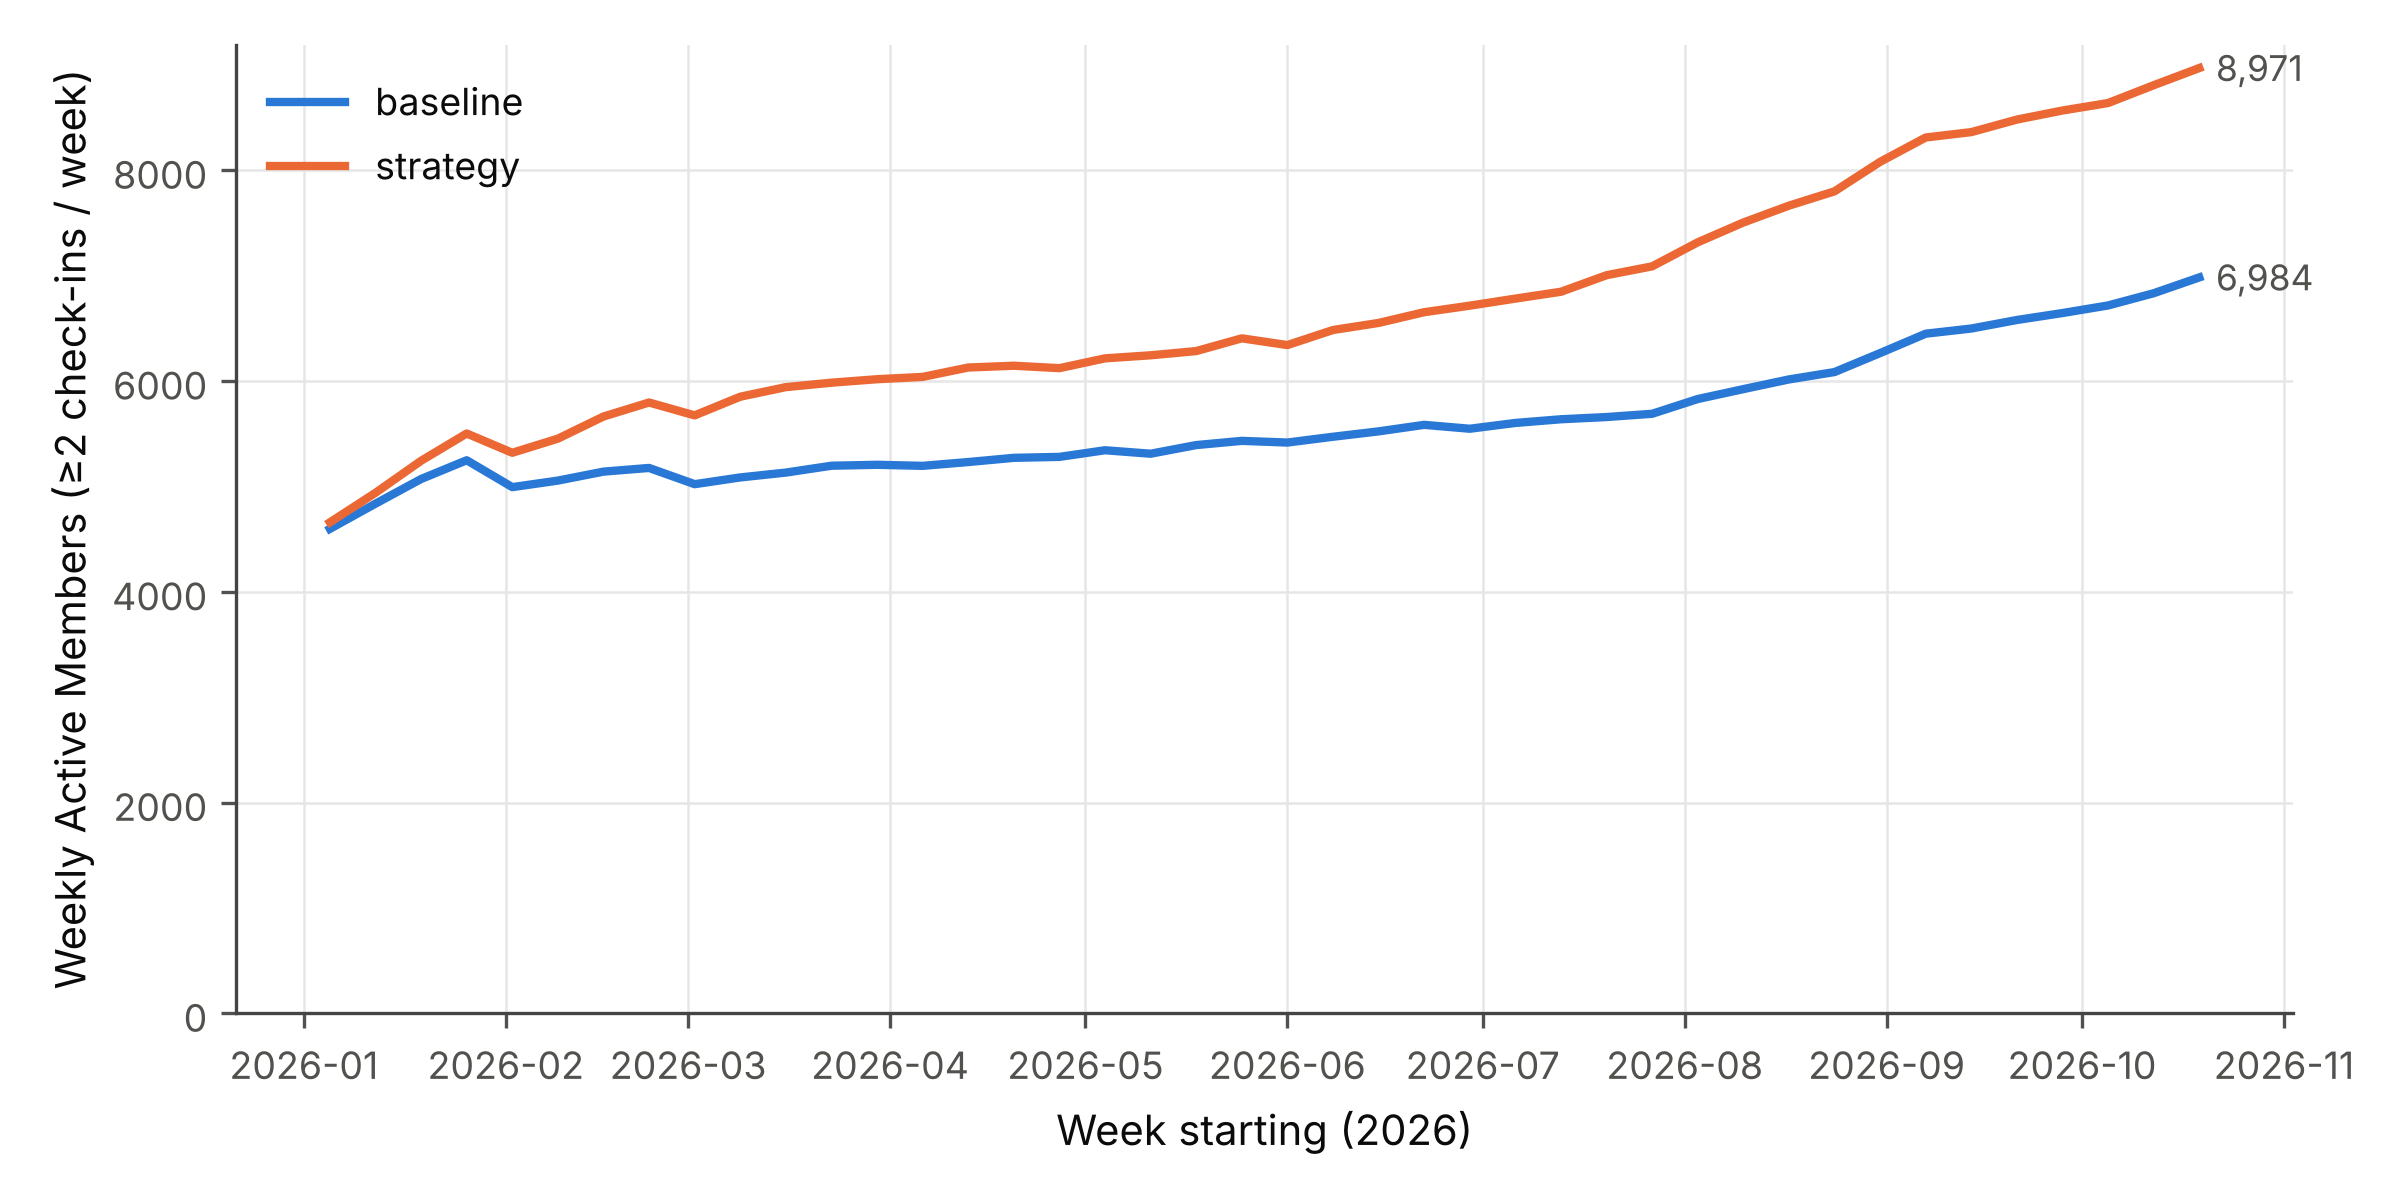 Weekly Active Members (≥2 check-ins / week)
baseline
strategy
8,971
6,984
8000
6000
4000
2000
0
2026-01 2026-02 2026-03 2026-04 2026-05 2026-06 2026-07 2026-08 2026-09 2026-10 2026-11
Week starting (2026)